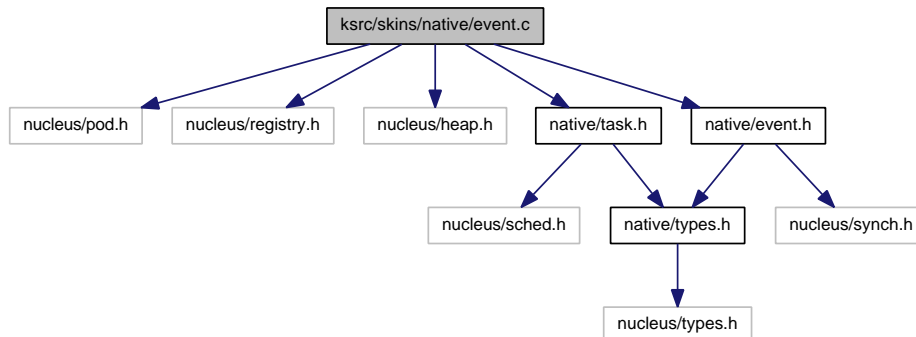 ksrc/skins/native/event.c
nucleus/pod.h
nucleus/registry.h
nucleus/heap.h
native/task.h
native/event.h
nucleus/sched.h
native/types.h
nucleus/synch.h
nucleus/types.h